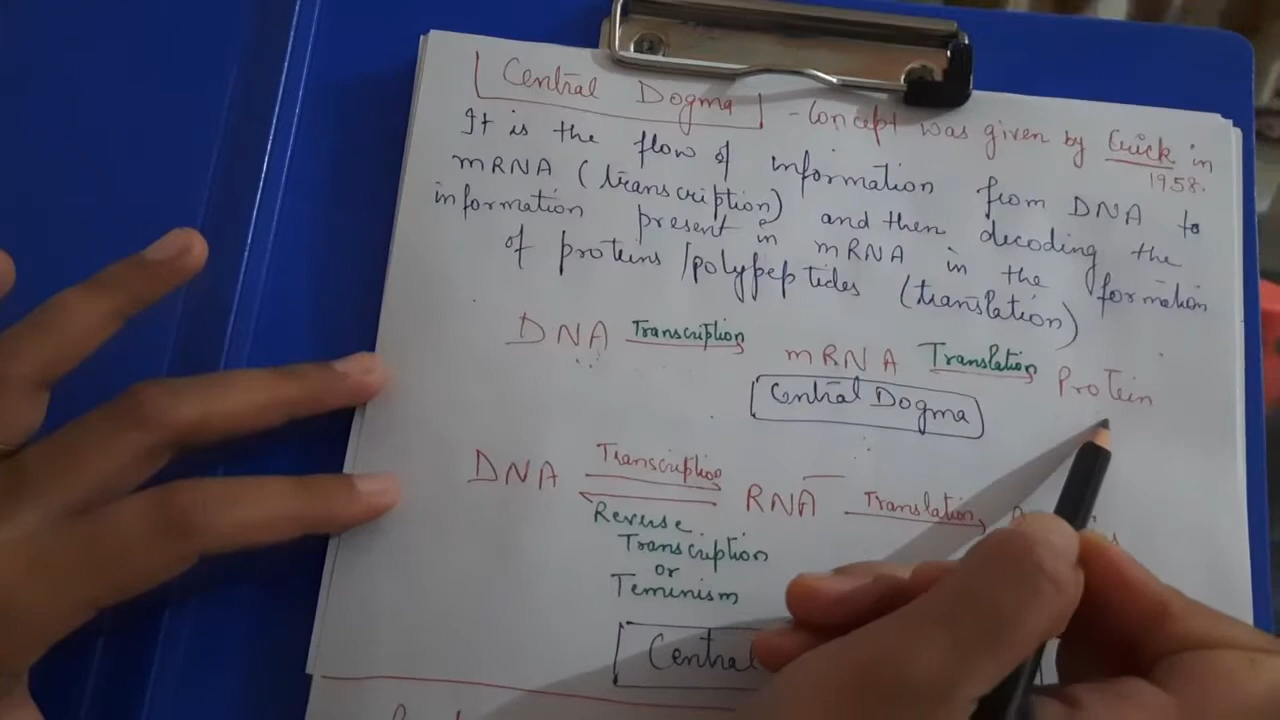 Central Dogma - Concept was given by Crick in
1958.
It is the flow of information from DNA to
mRNA (transcription) and then decoding the
information present in mRNA in the formation
of proteins/polypeptides (translation)
DNA Transcription mRNA Translation Protein
Central Dogma
DNA Transcription RNA Translation
Reverse
Transcription
or
Teminism
Central